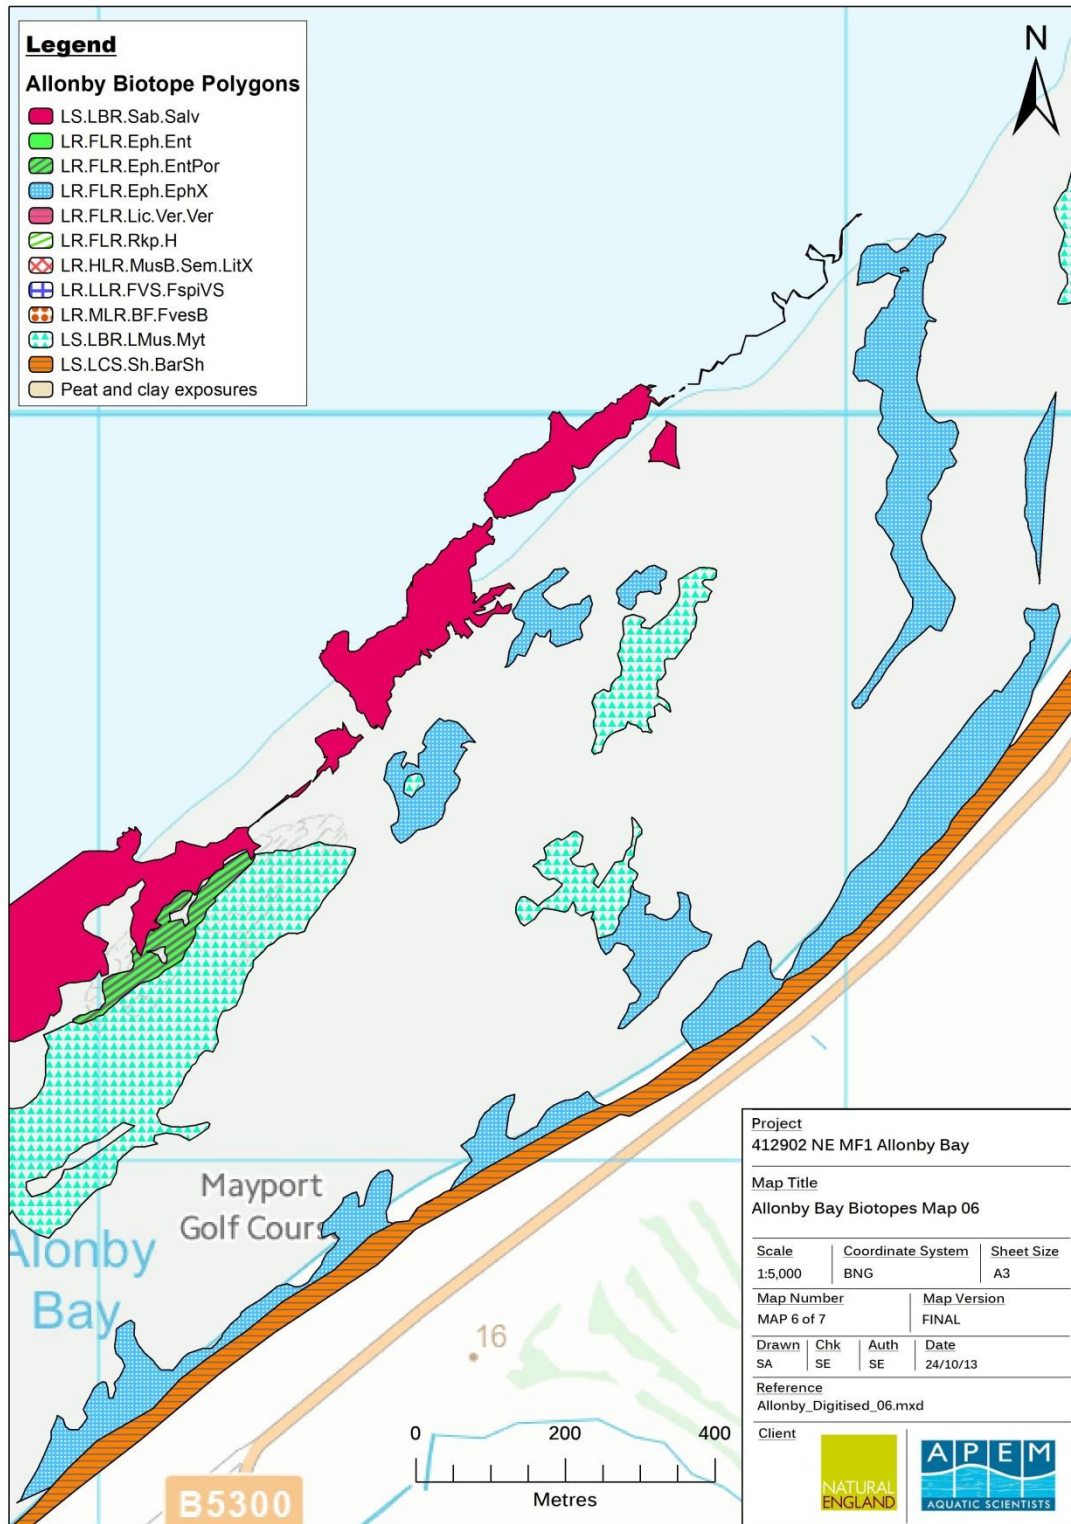 Legend
Allonby Biotope Polygons
LS.LBR.Sab.Salv
LR.FLR.Eph.Ent
LR.FLR.Eph.EntPor
LR.FLR.Eph.EphX
LR.FLR.Lic.Ver.Ver
LR.FLR.Rkp.H
LR.HLR.MusB.Sem.LitX
LR.LLR.FVS.FspiVS
LR.MLR.BF.FvesB
LS.LBR.LMus.Myt
LS.LCS.Sh.BarSh
Peat and clay exposures
N
Mayport
Golf Cours
Alonby
Bay
16
B5300
0 200 400
Metres
Project
412902 NE MF1 Allonby Bay
Map Title
Allonby Bay Biotopes Map 06
Scale Coordinate System Sheet Size
1:5,000 BNG A3
Map Number Map Version
MAP 6 of 7 FINAL
Drawn Chk Auth Date
SA SE SE 24/10/13
Reference
Allonby_Digitised_06.mxd
Client
NATURAL
ENGLAND
APEM
AQUATIC SCIENTISTS